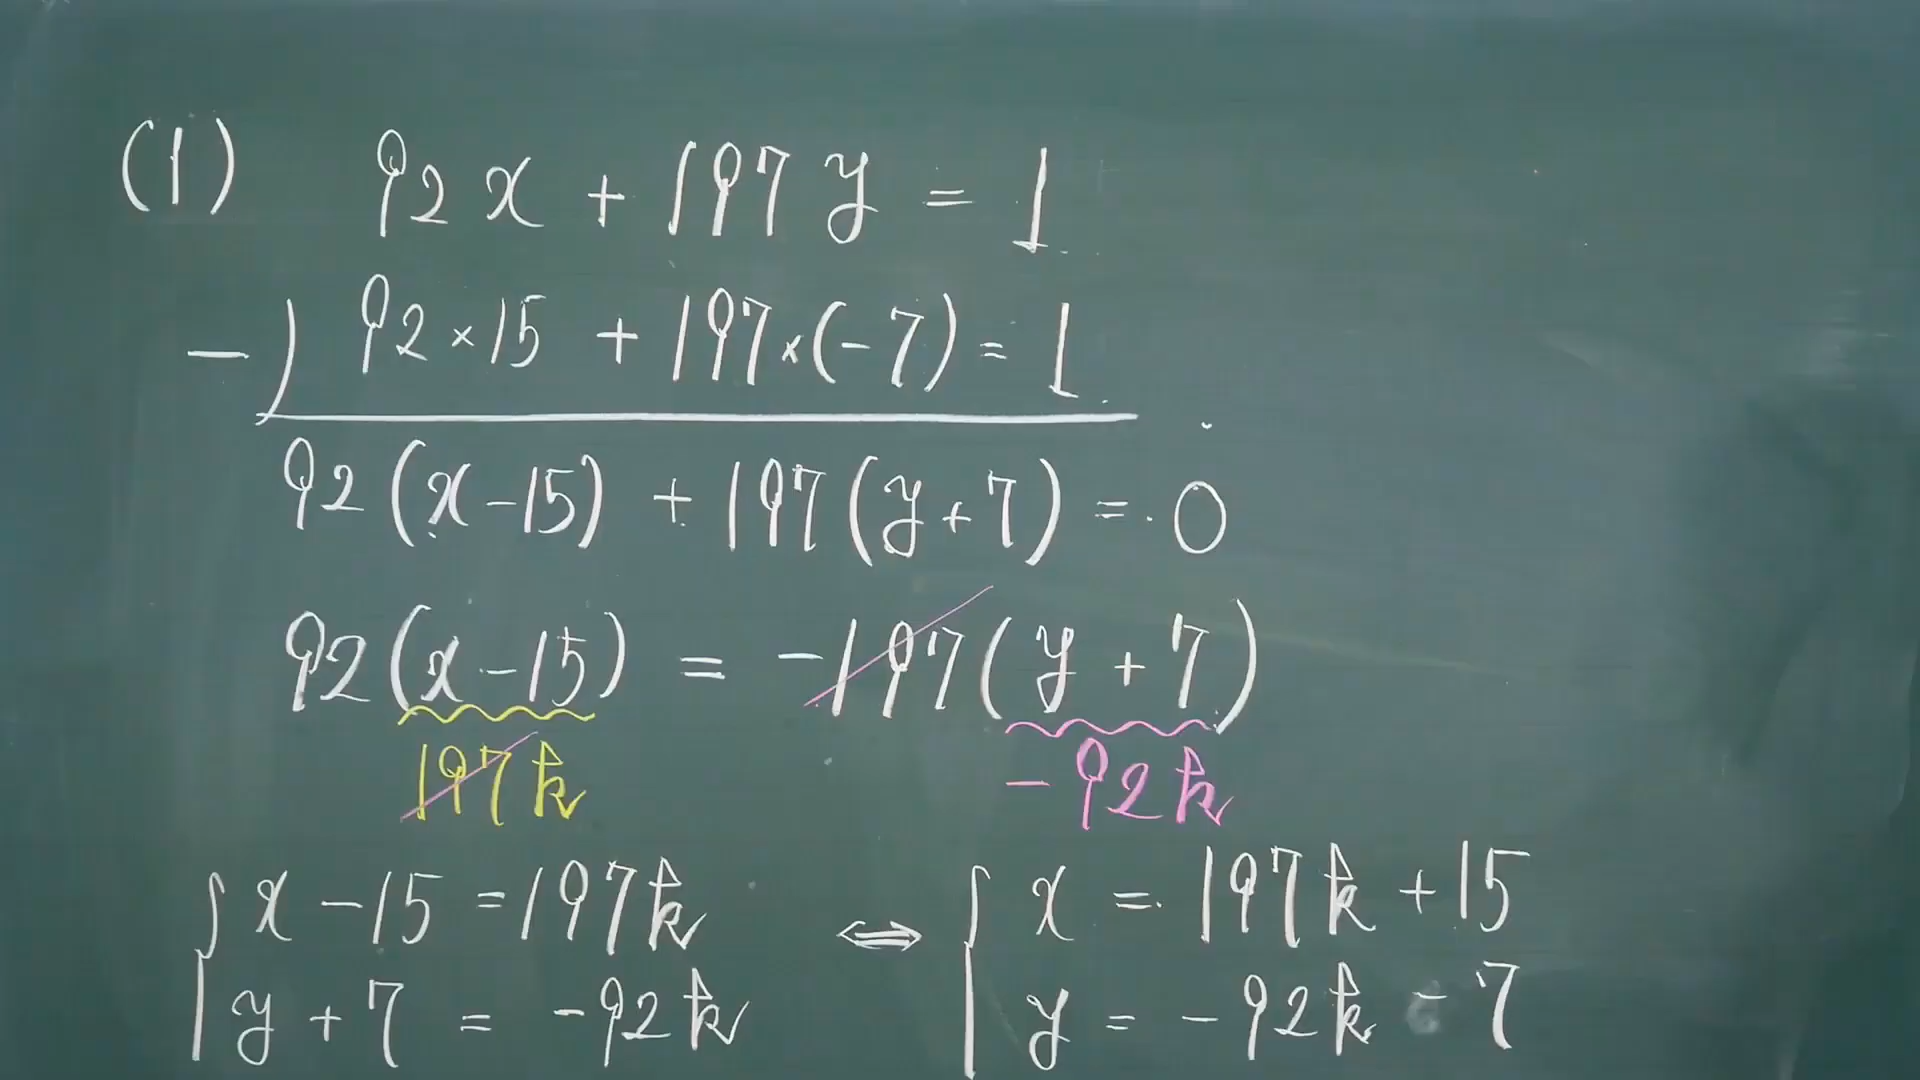 (1) 92x + 197y = 1
-) 92×15 + 197×(-7) = 1
92(x-15) + 197(y+7) = 0
92(x-15) = -197(y+7)
197k -92k
{x-15=197k ⇔ {x = 197k+15
y+7 = -92k y = -92k-7